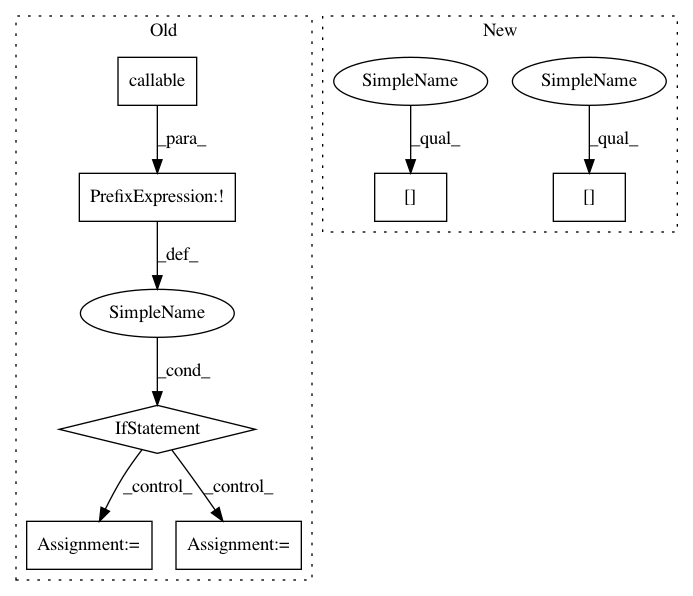 Old
New
callable
SimpleName
SimpleName
_para_
_qual_
_qual_
PrefixExpression:!
[]
[]
_def_
SimpleName
_cond_
IfStatement
_control_
_control_
Assignment:=
Assignment:=